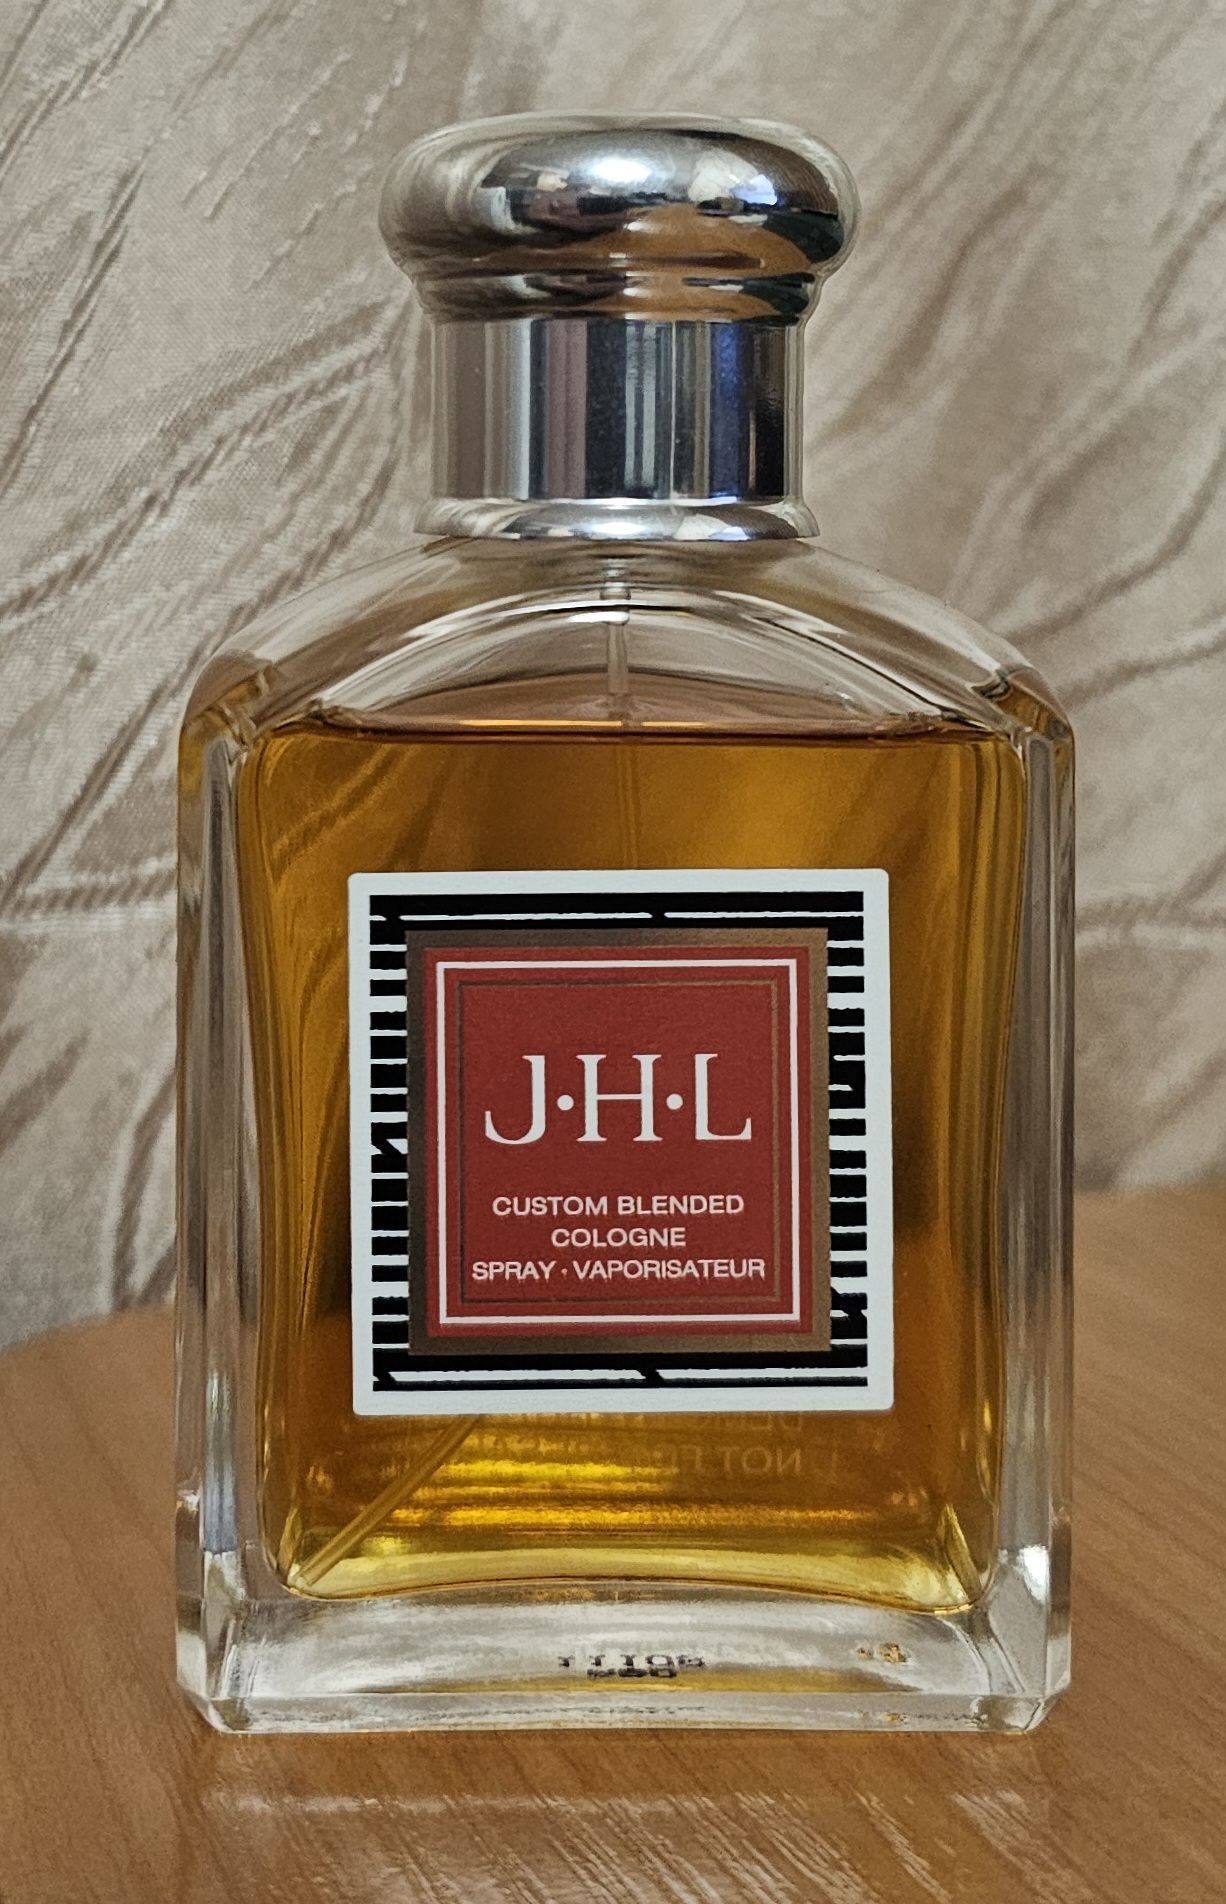 J·H·L
CUSTOM BLENDED
COLOGNE
SPRAY · VAPORISATEUR